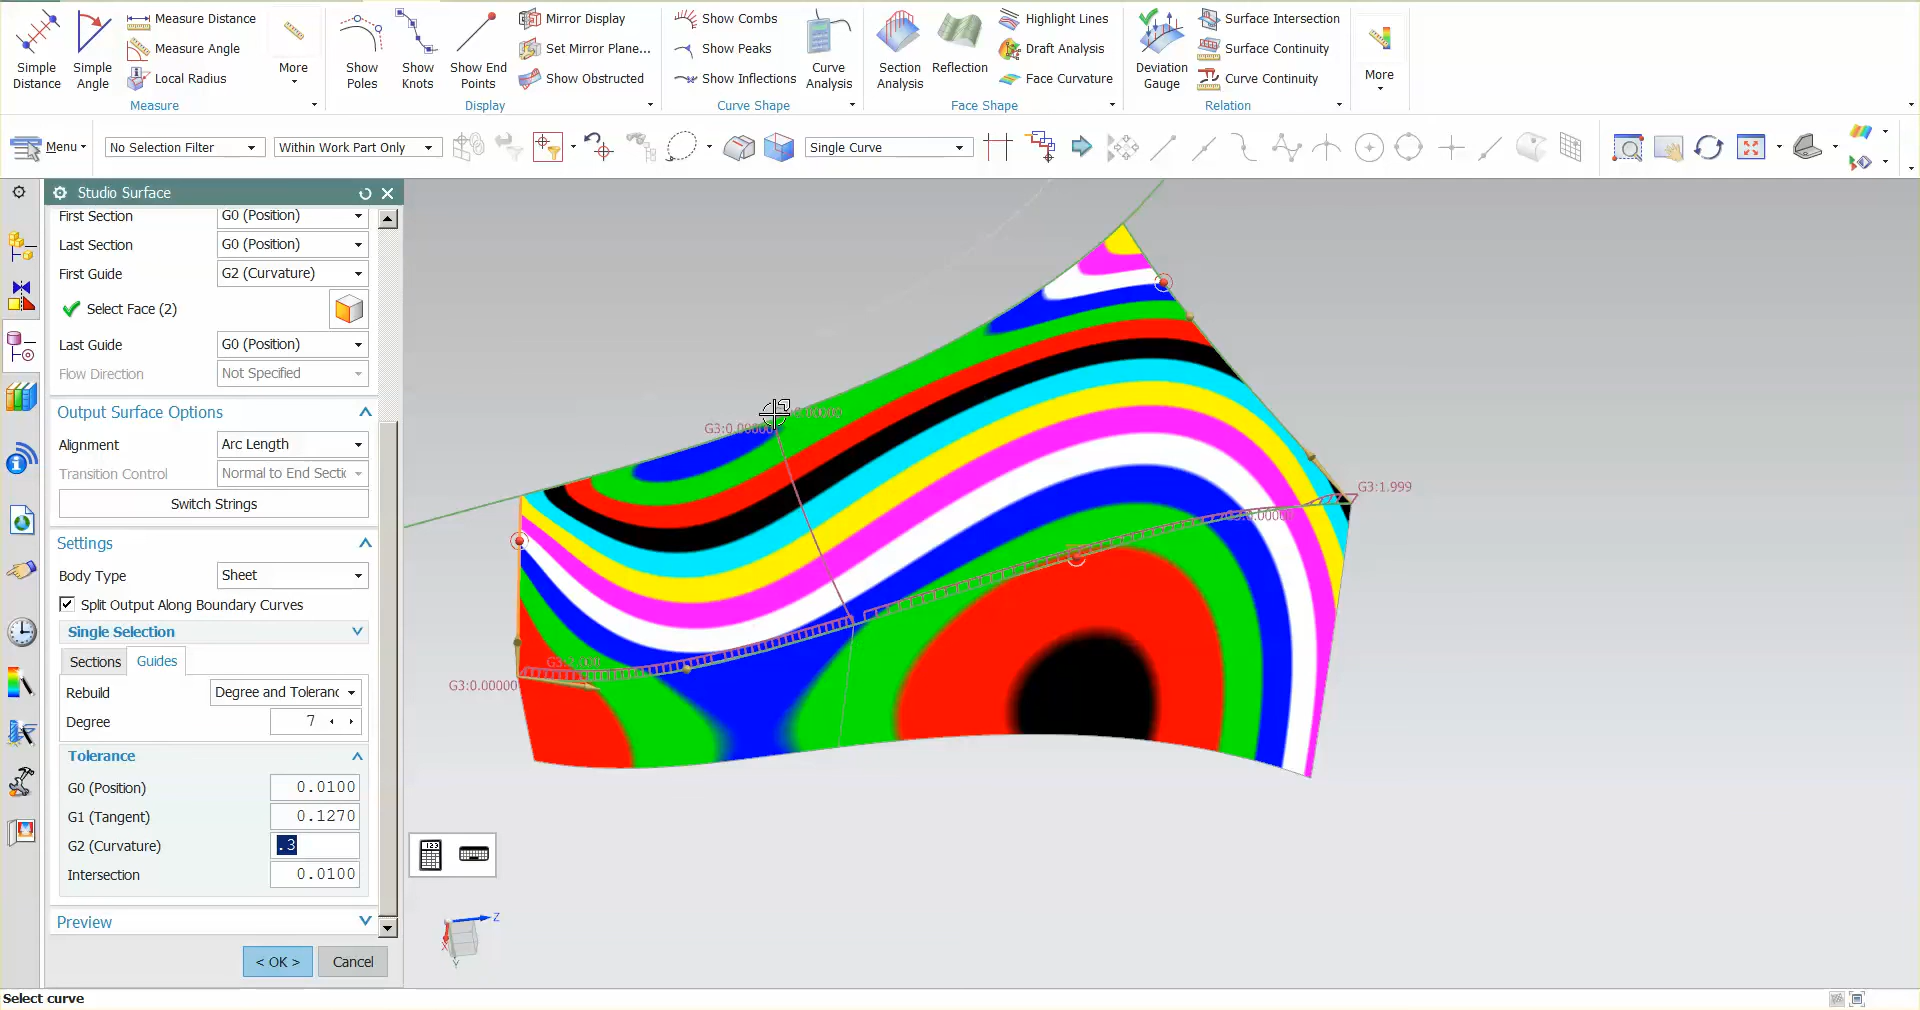 Simple Distance
Simple Angle
Measure Distance
Measure Angle
Local Radius
More
Measure
Show Poles
Show Knots
Show End Points
Mirror Display
Set Mirror Plane...
Show Obstructed
Display
Show Combs
Show Peaks
Show Inflections
Curve Analysis
Curve Shape
Section Analysis
Reflection
Highlight Lines
Draft Analysis
Face Curvature
Face Shape
Deviation Gauge
Surface Intersection
Surface Continuity
Curve Continuity
Relation
More
Menu
No Selection Filter
Within Work Part Only
Single Curve
Studio Surface
First Section G0 (Position)
Last Section G0 (Position)
First Guide G2 (Curvature)
Select Face (2)
Last Guide G0 (Position)
Flow Direction Not Specified
Output Surface Options
Alignment Arc Length
Transition Control Normal to End Sectic
Switch Strings
Settings
Body Type Sheet
Split Output Along Boundary Curves
Single Selection
Sections Guides
Rebuild Degree and Toleranc
Degree 7
Tolerance
G0 (Position) 0.0100
G1 (Tangent) 0.1270
G2 (Curvature) .3
Intersection 0.0100
Preview
< OK > Cancel
G3:0.00000
G3:1.999
G3:0.00000
123
Z
X
Y
Select curve